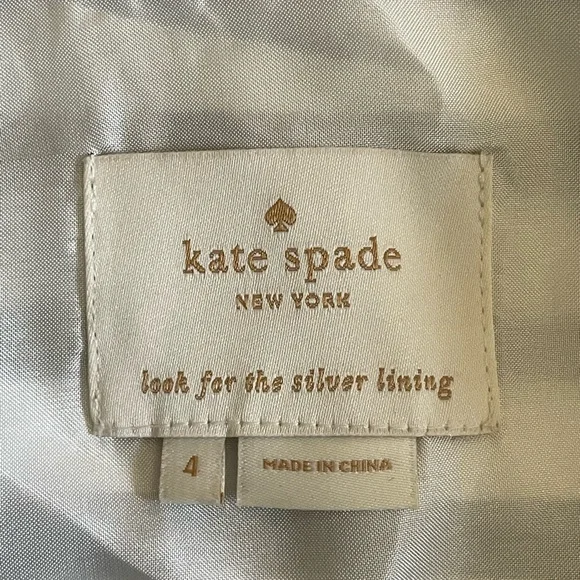 kate spade
NEW YORK
look for the silver lining
4
MADE IN CHINA